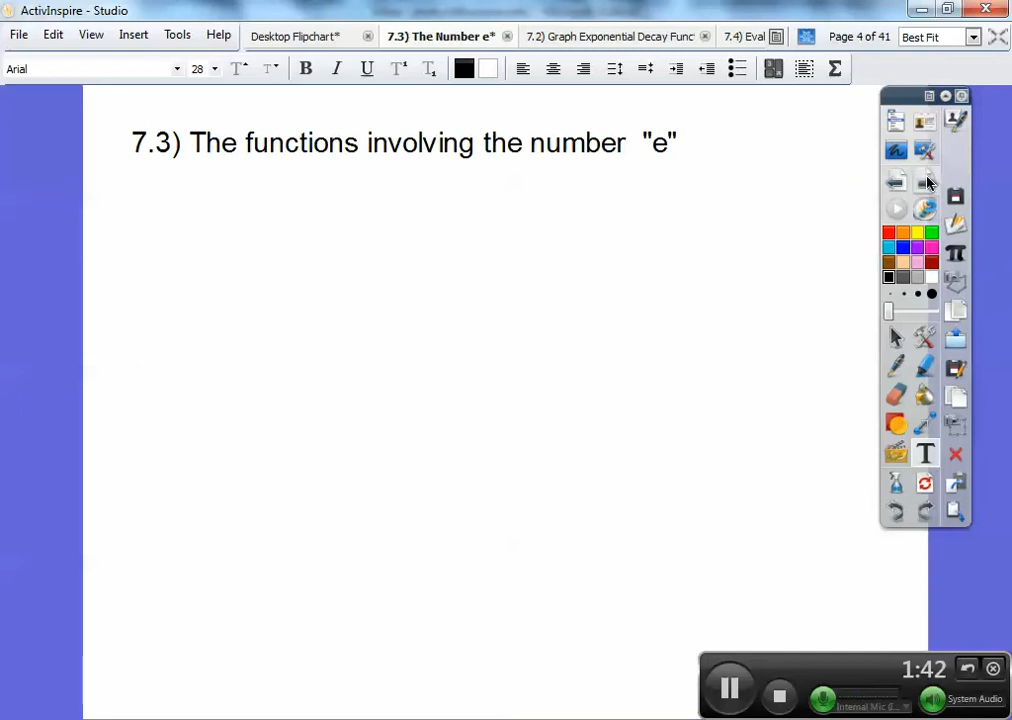 ActivInspire - Studio
File Edit View Insert Tools Help
Desktop Flipchart* 7.3) The Number e* 7.2) Graph Exponential Decay Func 7.4) Eval Page 4 of 41 Best Fit
Arial 28 B I U
7.3) The functions involving the number "e"
T
1:42
Internal Mic (I... System Audio